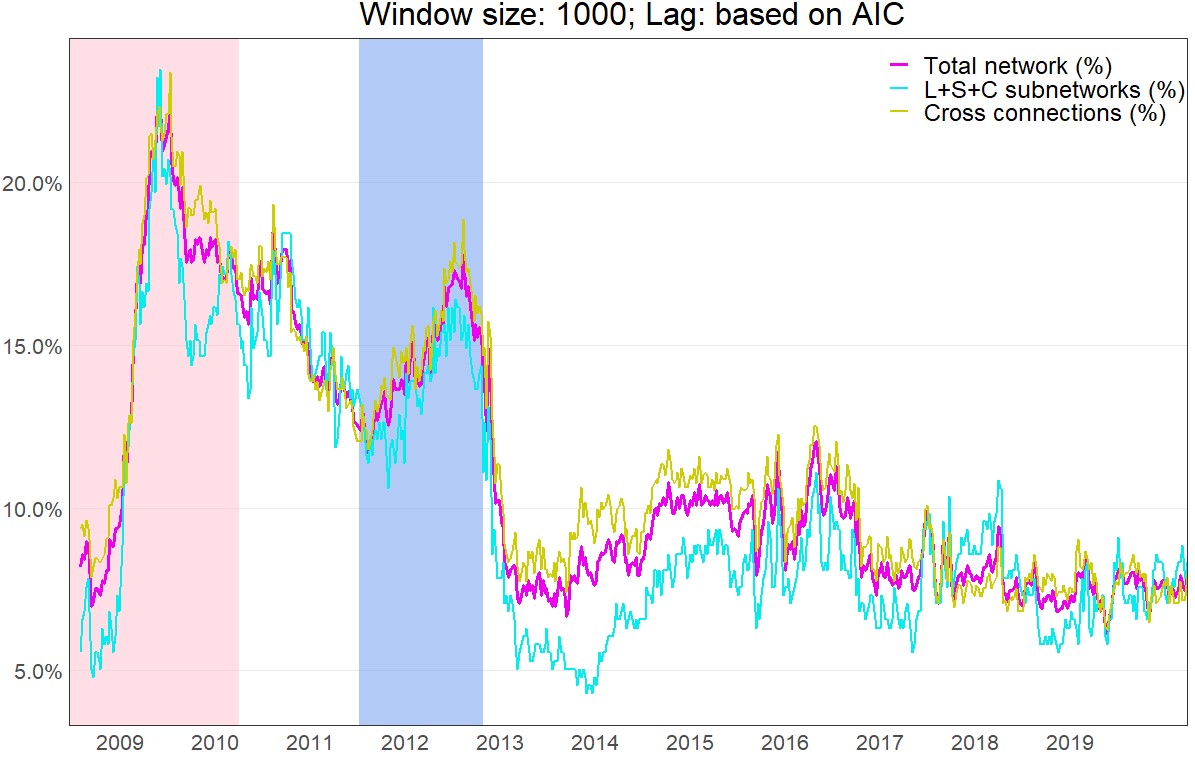 Window size: 1000; Lag: based on AIC
Total network (%)
L+S+C subnetworks (%)
Cross connections (%)
20.0%
15.0%
10.0%
5.0%
2009 2010 2011 2012 2013 2014 2015 2016 2017 2018 2019